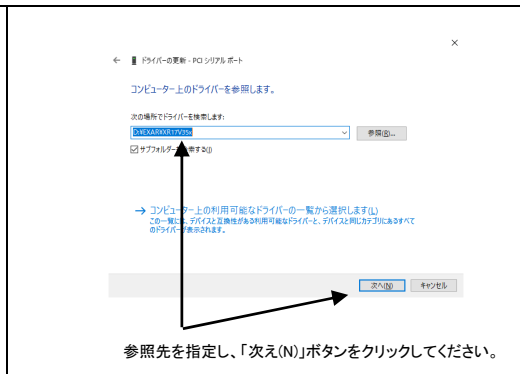 ドライバーの更新 - PCI シリアル ポート
コンピューター上のドライバーを参照します。
次の場所でドライバーを検索します:
D:¥EXAR¥XR17V35x
参照(R)...
サブフォルダーも検索する(I)
コンピューター上の利用可能なドライバーの一覧から選択します(L)
この一覧には、デバイスと互換性がある利用可能なドライバーと、デバイスと同じカテゴリにあるすべて
のドライバーが表示されます。
次へ(N)
キャンセル
参照先を指定し、「次え(N)」ボタンをクリックしてください。